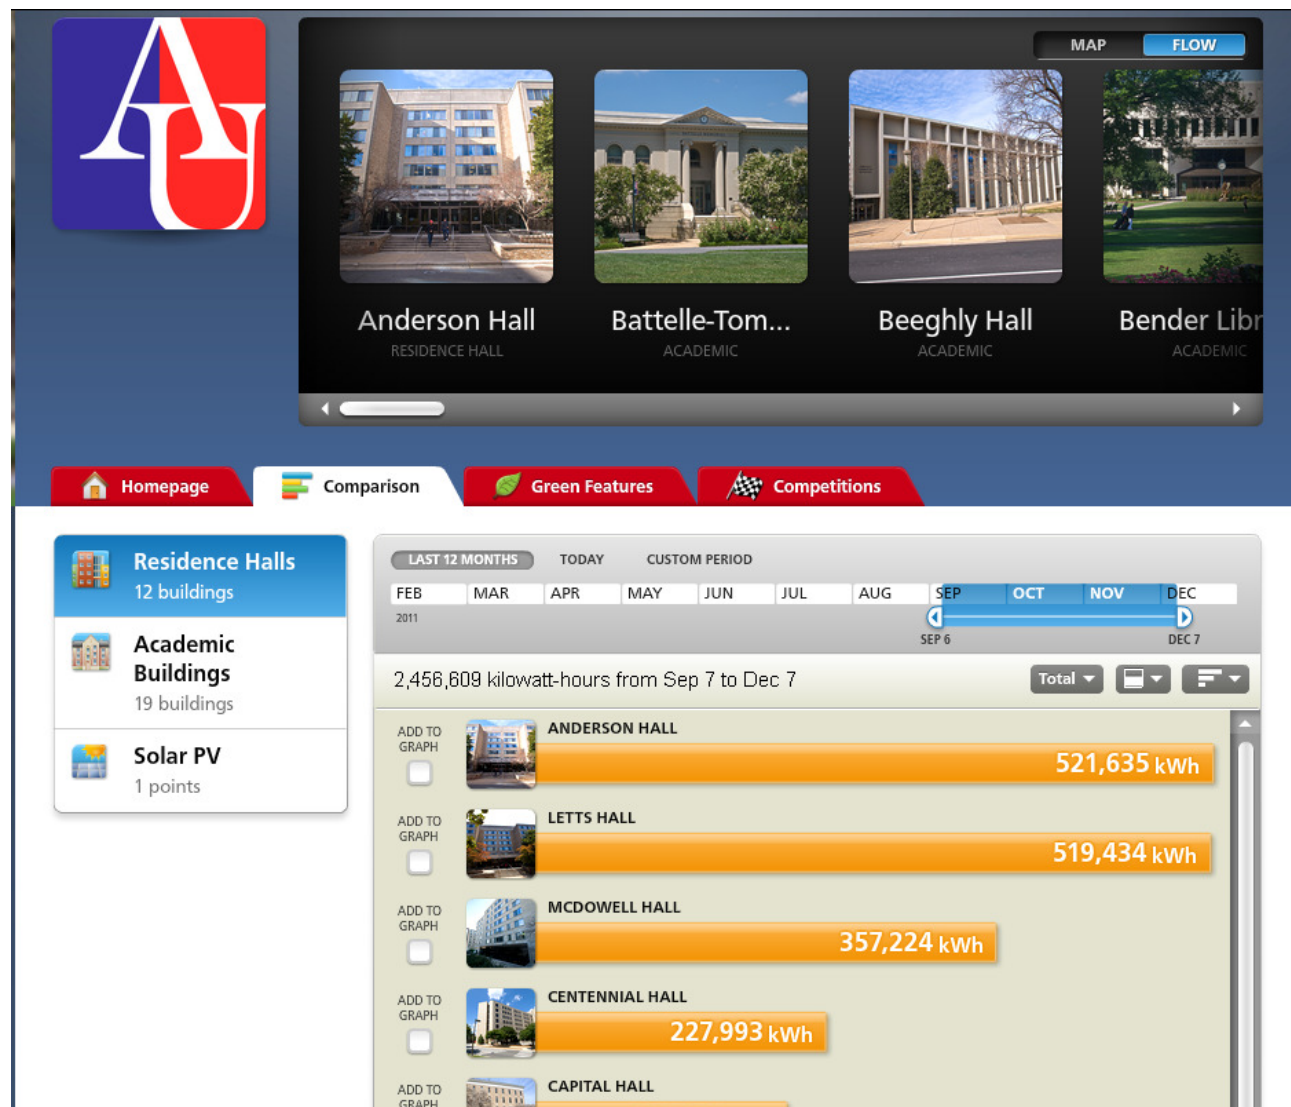 AU
MAP FLOW
Anderson Hall
RESIDENCE HALL
Battelle-Tom...
ACADEMIC
Beeghly Hall
ACADEMIC
Bender Libr
ACADEMIC
Homepage Comparison Green Features Competitions
Residence Halls
12 buildings
Academic
Buildings
19 buildings
Solar PV
1 points
LAST 12 MONTHS TODAY CUSTOM PERIOD
FEB MAR APR MAY JUN JUL AUG SEP OCT NOV DEC
2011
SEP 6 DEC 7
2,456,609 kilowatt-hours from Sep 7 to Dec 7
Total
ADD TO
GRAPH
ANDERSON HALL
521,635 kWh
ADD TO
GRAPH
LETTS HALL
519,434 kWh
ADD TO
GRAPH
MCDOWELL HALL
357,224 kWh
ADD TO
GRAPH
CENTENNIAL HALL
227,993 kWh
ADD TO
GRAPH
CAPITAL HALL